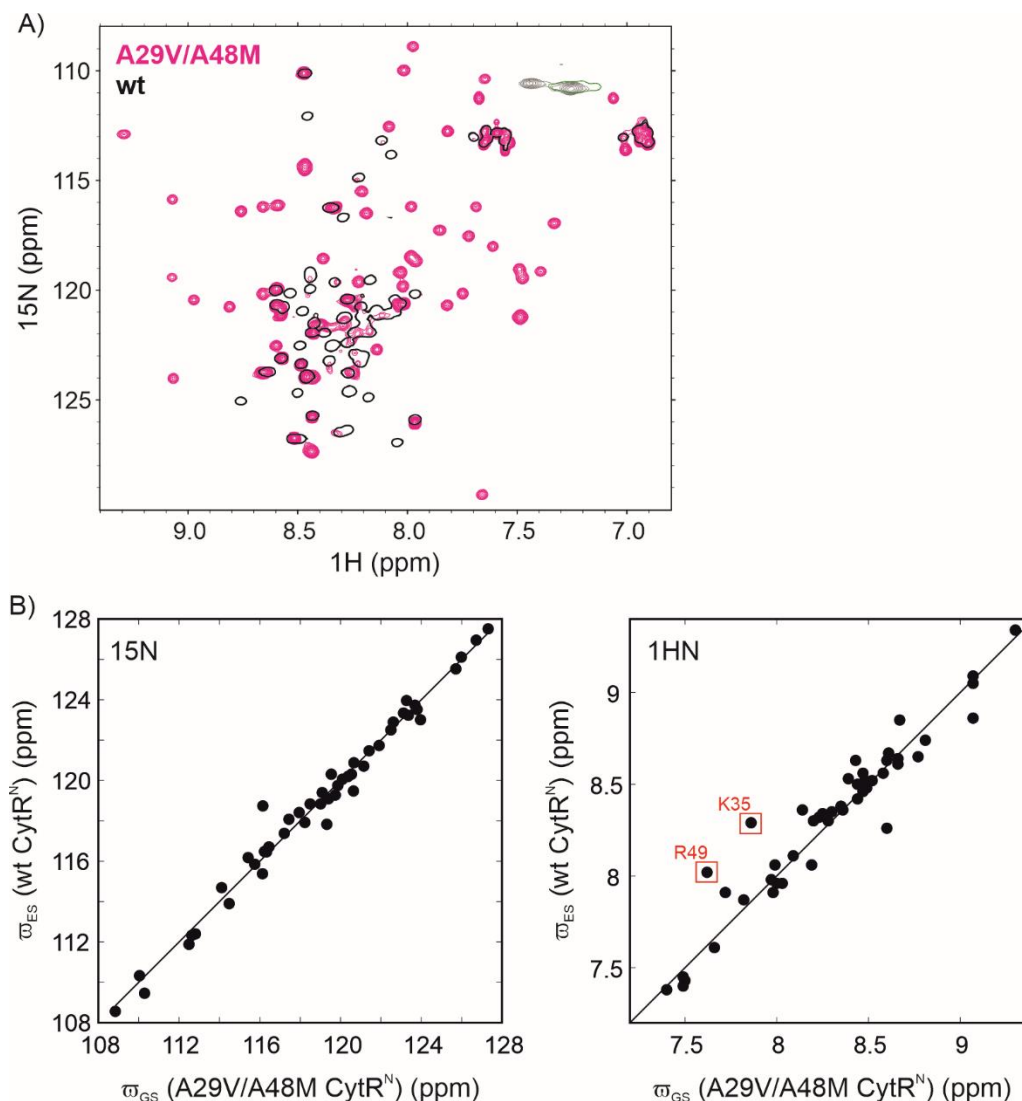 A)
A29V/A48M
wt
110
115
120
125
15N (ppm)
9.0 8.5 8.0 7.5 7.0
1H (ppm)
B)
128
124
120
116
112
108
15N
ϖES (wt CytRN) (ppm)
108 112 116 120 124 128
ϖGS (A29V/A48M CytRN) (ppm)
9
8.5
8
7.5
1HN
K35
R49
ϖES (wt CytRN) (ppm)
7.5 8 8.5 9
ϖGS (A29V/A48M CytRN) (ppm)